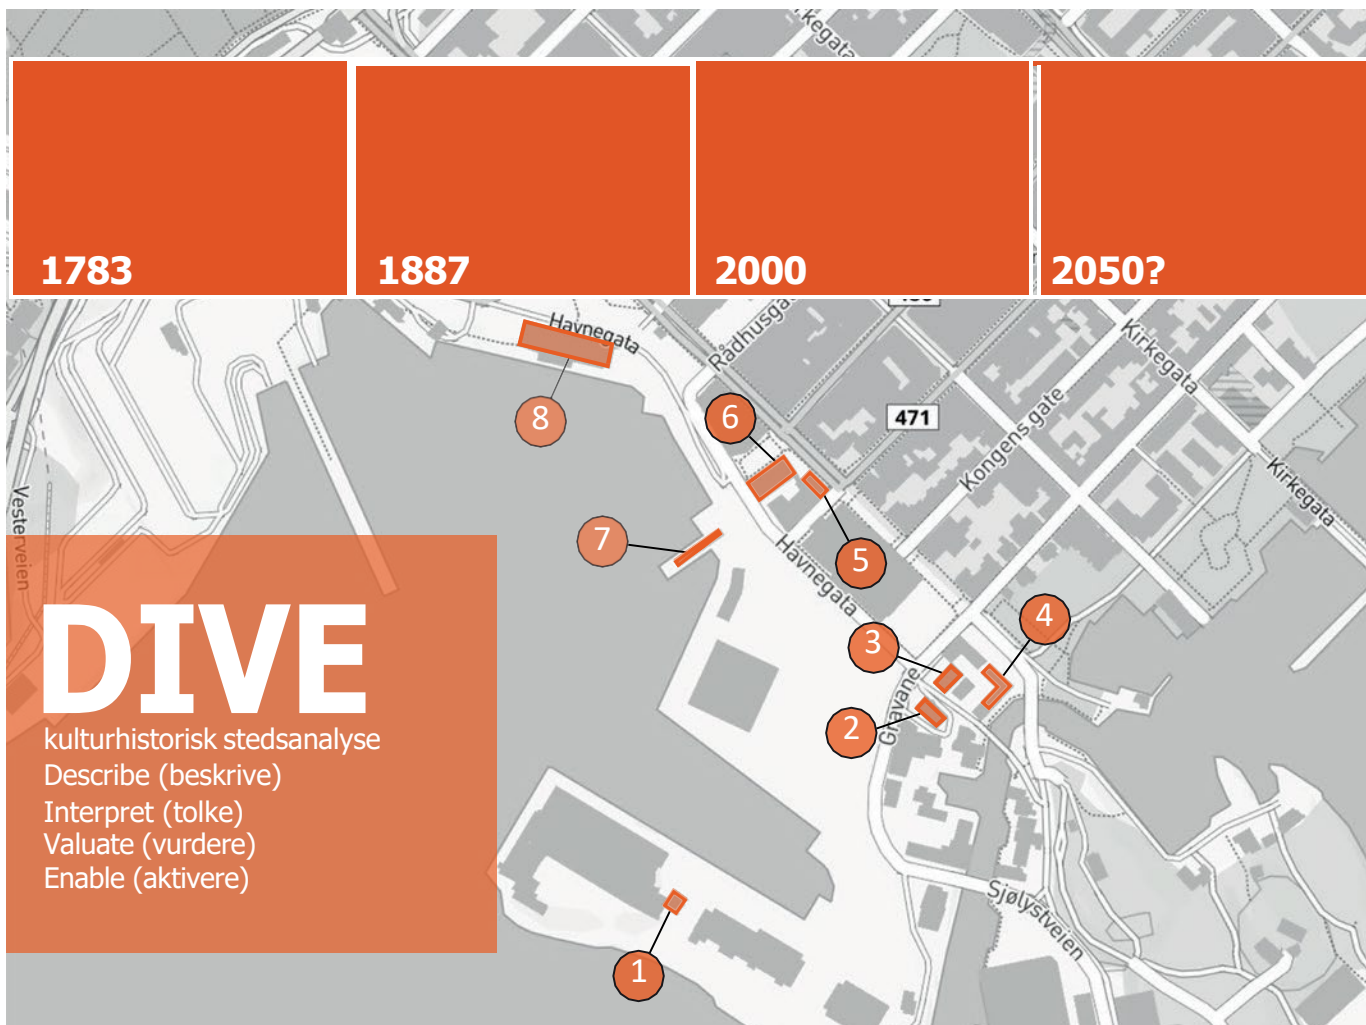 rkegata
1783
1887
2000
2050?
Havnegata
Rådhusga
Kirkegata
471
Kongens gate
Kirkegata
Vesterveien
8
6
7
5
Havnegata
4
3
2
Gravane
DIVE
kulturhistorisk stedsanalyse
Describe (beskrive)
Interpret (tolke)
Valuate (vurdere)
Enable (aktivere)
Sjølystveien
1